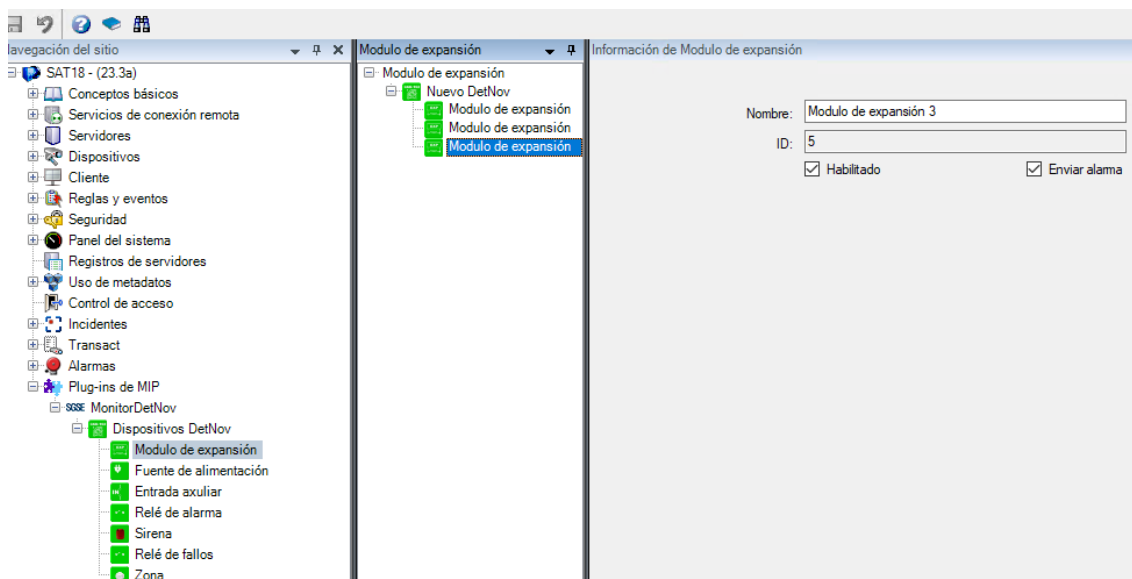 lavegación del sitio
SAT18 - (23.3a)
Conceptos básicos
Servicios de conexión remota
Servidores
Dispositivos
Cliente
Reglas y eventos
Seguridad
Panel del sistema
Registros de servidores
Uso de metadatos
Control de acceso
Incidentes
Transact
Alarmas
Plug-ins de MIP
SGSE MonitorDetNov
Dispositivos DetNov
Modulo de expansión
Fuente de alimentación
Entrada axuliar
Relé de alarma
Sirena
Relé de fallos
Zona
Modulo de expansión
Modulo de expansión
Nuevo DetNov
Modulo de expansión
Modulo de expansión
Modulo de expansión
Información de Modulo de expansión
Nombre: Modulo de expansión 3
ID: 5
Habilitado Enviar alarma